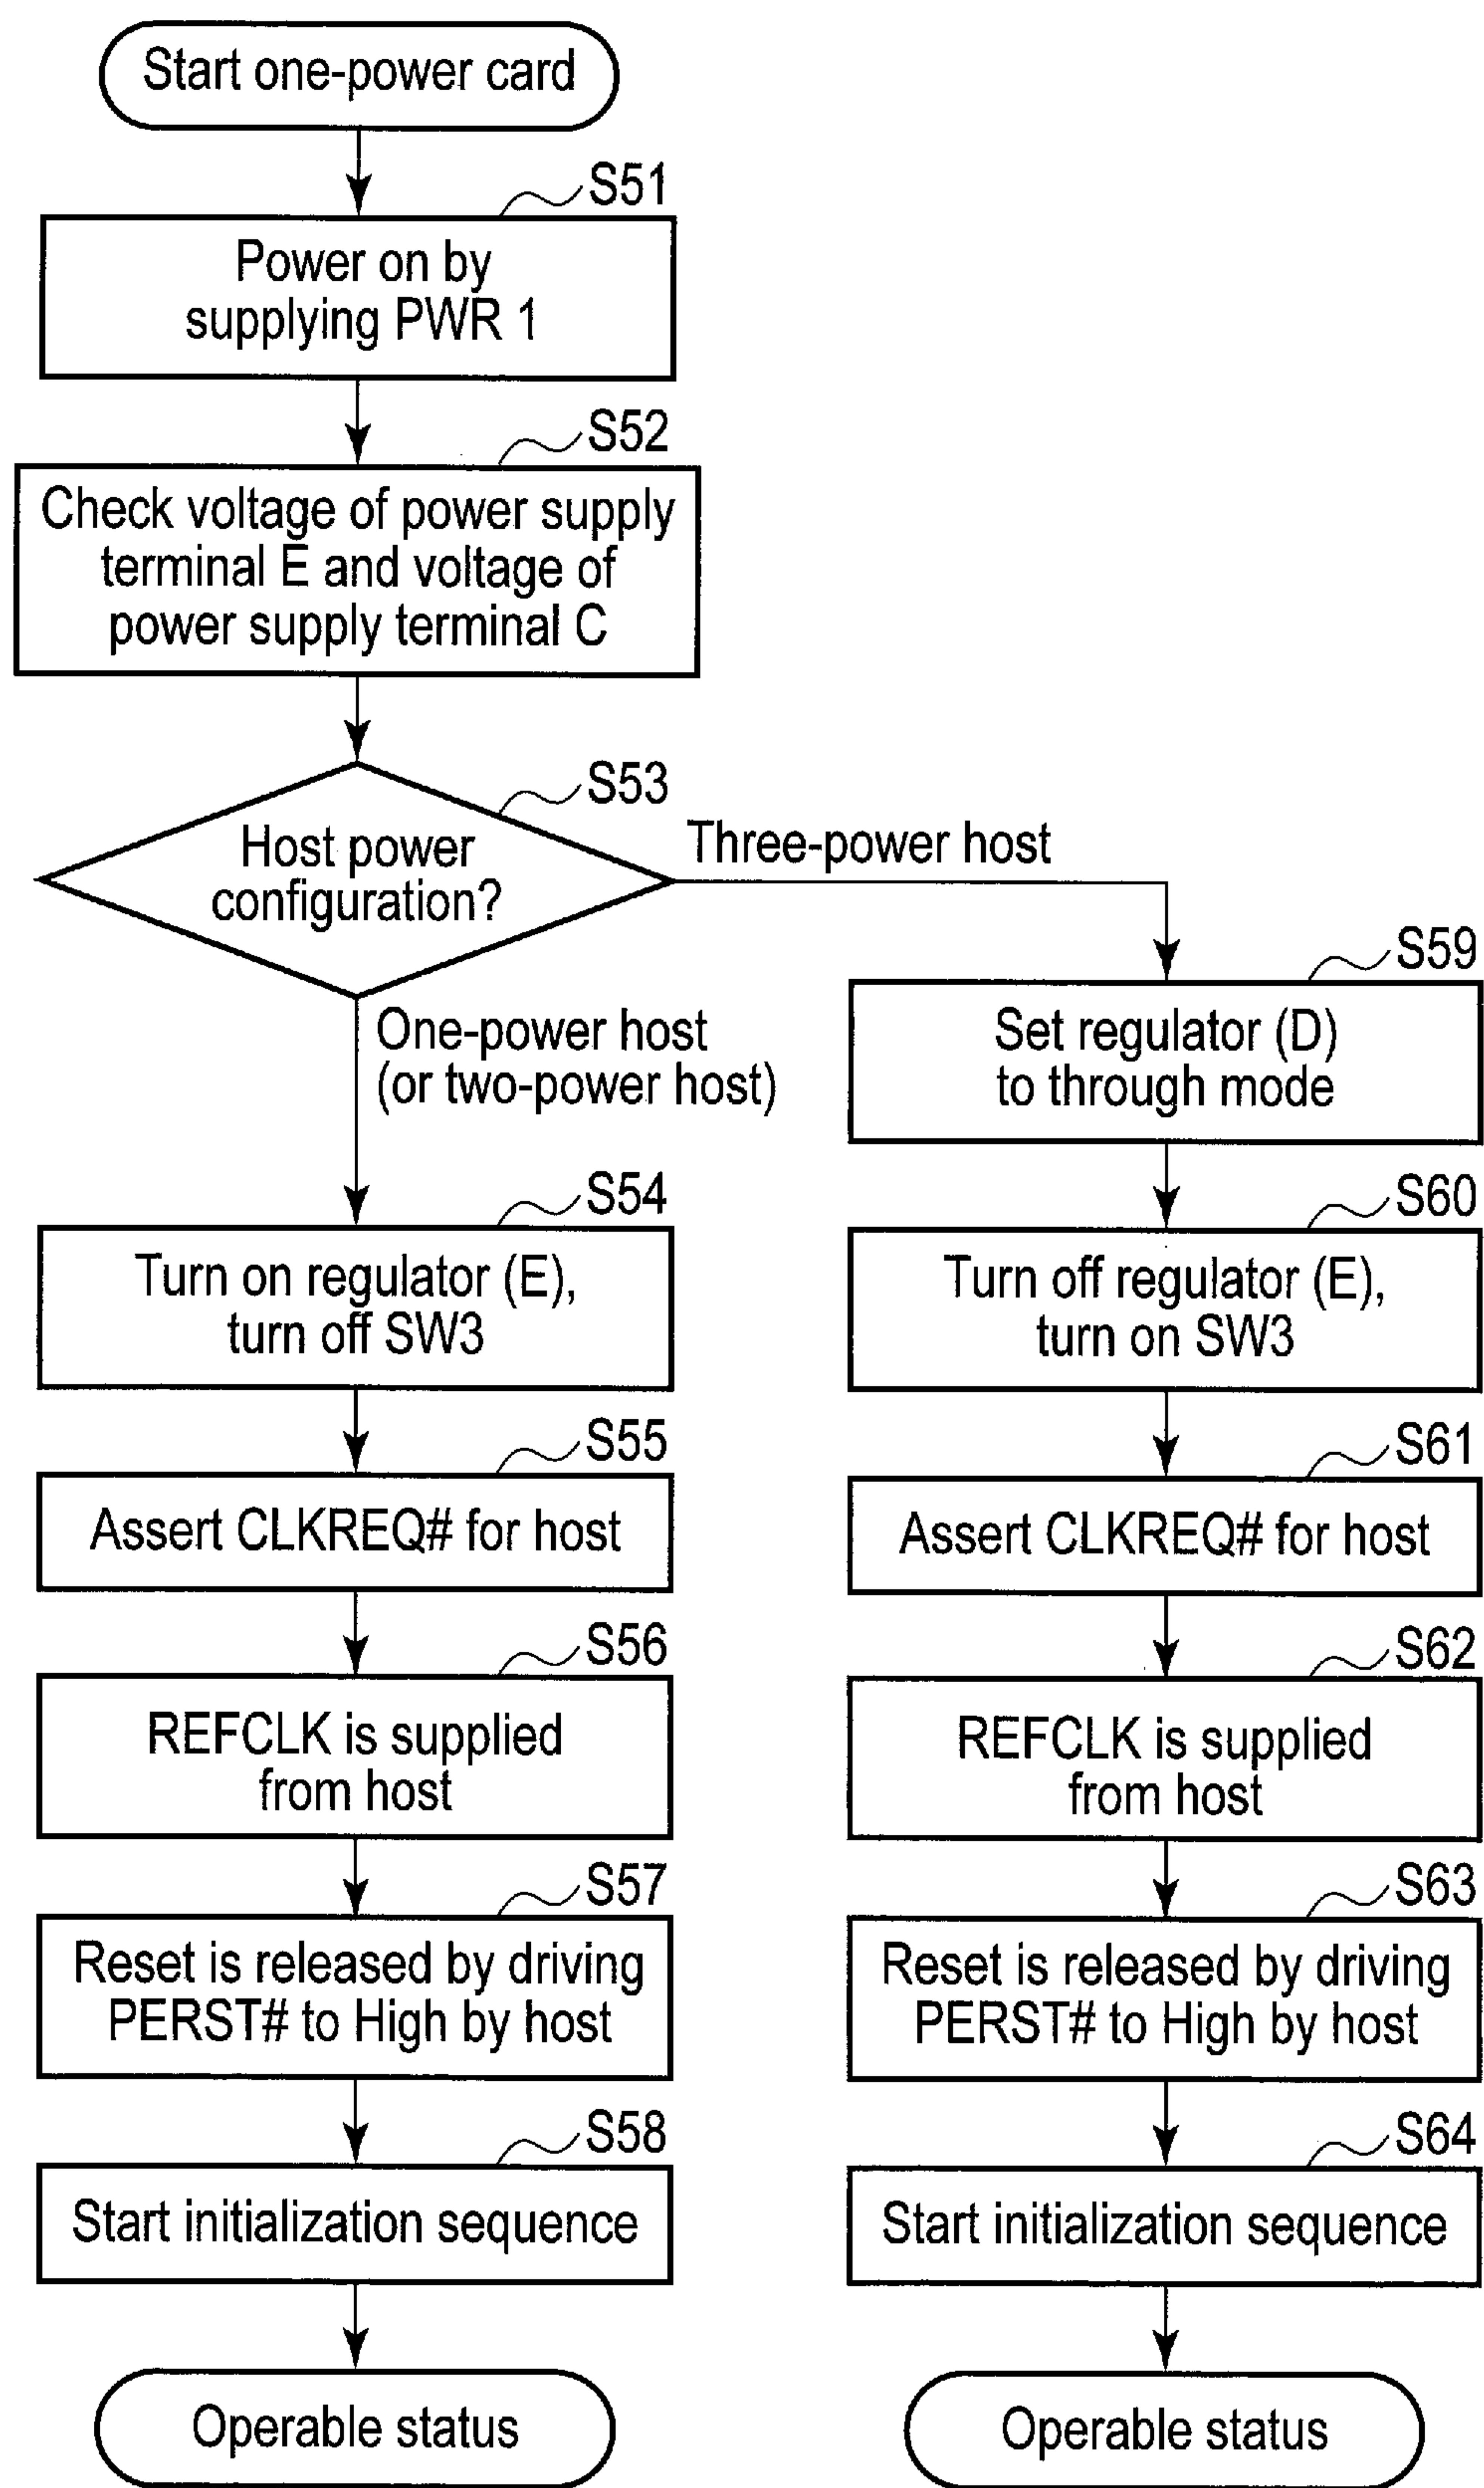 Start one-power card
S51
Power on by
supplying PWR 1
S52
Check voltage of power supply
terminal E and voltage of
power supply terminal C
S53
Host power
configuration?
Three-power host
One-power host
(or two-power host)
S54
Turn on regulator (E),
turn off SW3
S55
Assert CLKREQ# for host
S56
REFCLK is supplied
from host
S57
Reset is released by driving
PERST# to High by host
S58
Start initialization sequence
Operable status
S59
Set regulator (D)
to through mode
S60
Turn off regulator (E),
turn on SW3
S61
Assert CLKREQ# for host
S62
REFCLK is supplied
from host
S63
Reset is released by driving
PERST# to High by host
S64
Start initialization sequence
Operable status